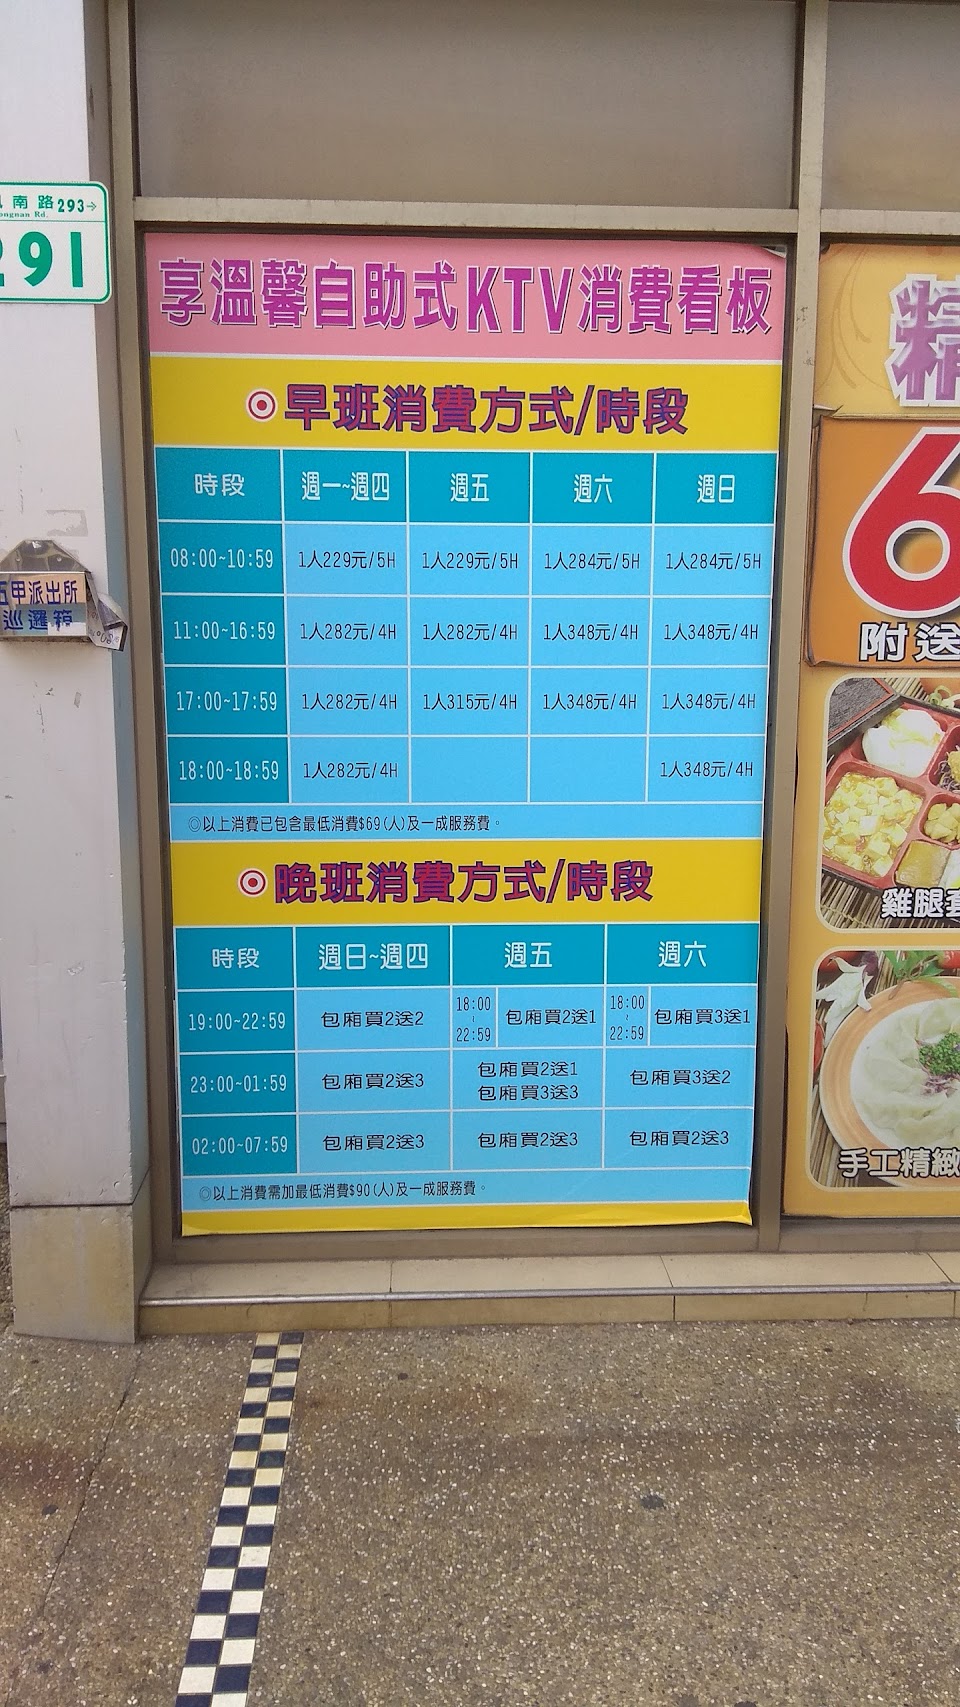 南路 293→
ongnan Rd.
291
享溫馨自助式KTV消費看板
早班消費方式/時段
時段 週一~週四 週五 週六 週日
08:00~10:59 1人229元/5H 1人229元/5H 1人284元/5H 1人284元/5H
11:00~16:59 1人282元/4H 1人282元/4H 1人348元/4H 1人348元/4H
17:00~17:59 1人282元/4H 1人315元/4H 1人348元/4H 1人348元/4H
18:00~18:59 1人282元/4H 1人348元/4H
◎以上消費已包含最低消費$69(人)及一成服務費。
晚班消費方式/時段
時段 週日~週四 週五 週六
19:00~22:59 包廂買2送2 18:00~22:59 包廂買2送1 18:00~22:59 包廂買3送1
23:00~01:59 包廂買2送3 包廂買2送1 包廂買3送2
包廂買3送3
02:00~07:59 包廂買2送3 包廂買2送3 包廂買2送3
◎以上消費需加最低消費$90(人)及一成服務費。
五甲派出所
巡邏箱
精
6
附送
雞腿套
手工精緻